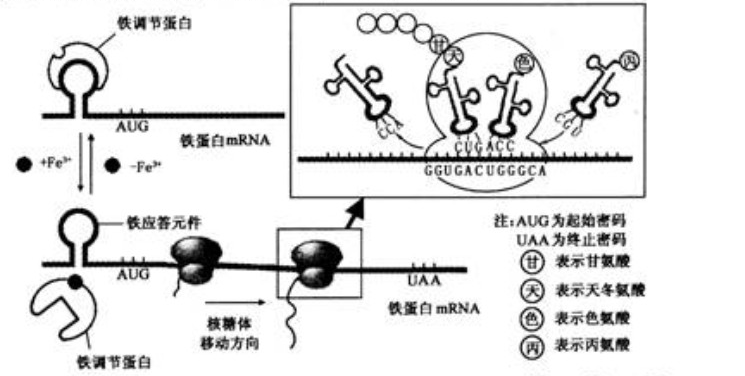 铁调节蛋白
AUG
铁蛋白mRNA
+Fe³⁺
-Fe³⁺
铁应答元件
AUG
UAA
核糖体
移动方向
铁蛋白mRNA
铁调节蛋白
甘
天
色
丙
CCA
CUGACC
CGU
GGUGACUGGGCA
注:AUG为起始密码
UAA为终止密码
甘 表示甘氨酸
天 表示天冬氨酸
色 表示色氨酸
丙 表示丙氨酸